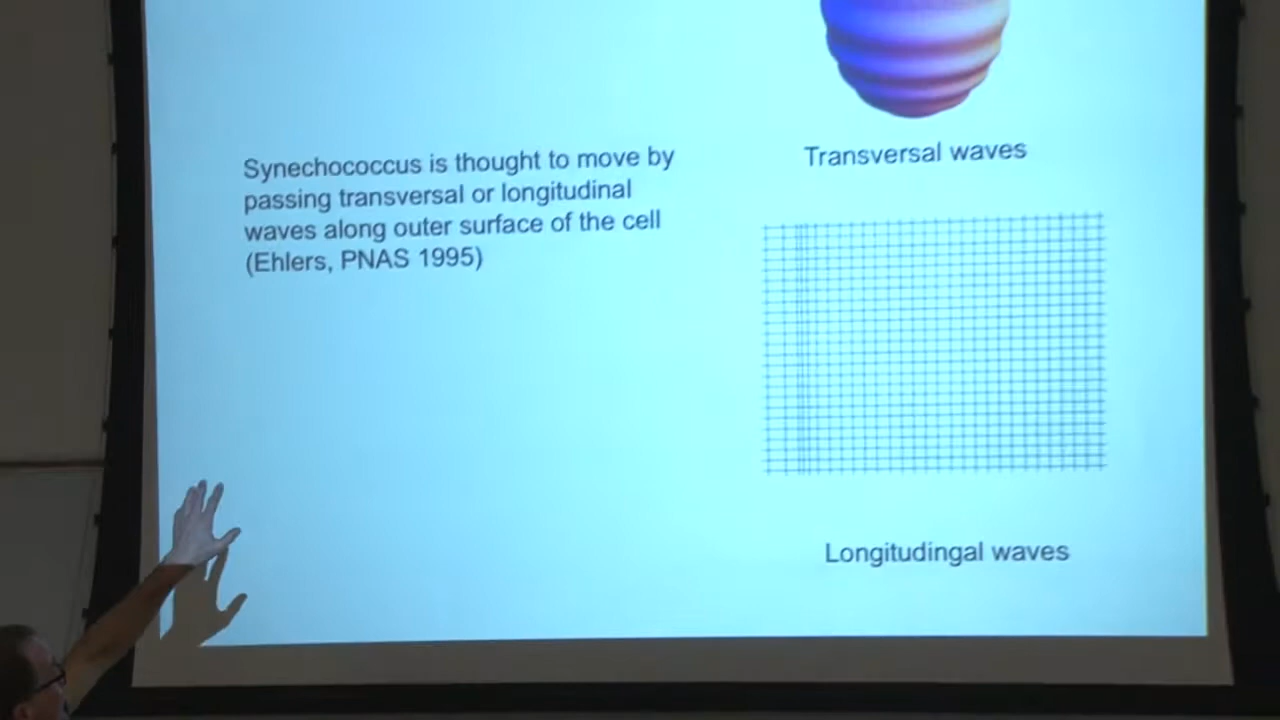 Synechococcus is thought to move by
passing transversal or longitudinal
waves along outer surface of the cell
(Ehlers, PNAS 1995)
Transversal waves
Longitudingal waves